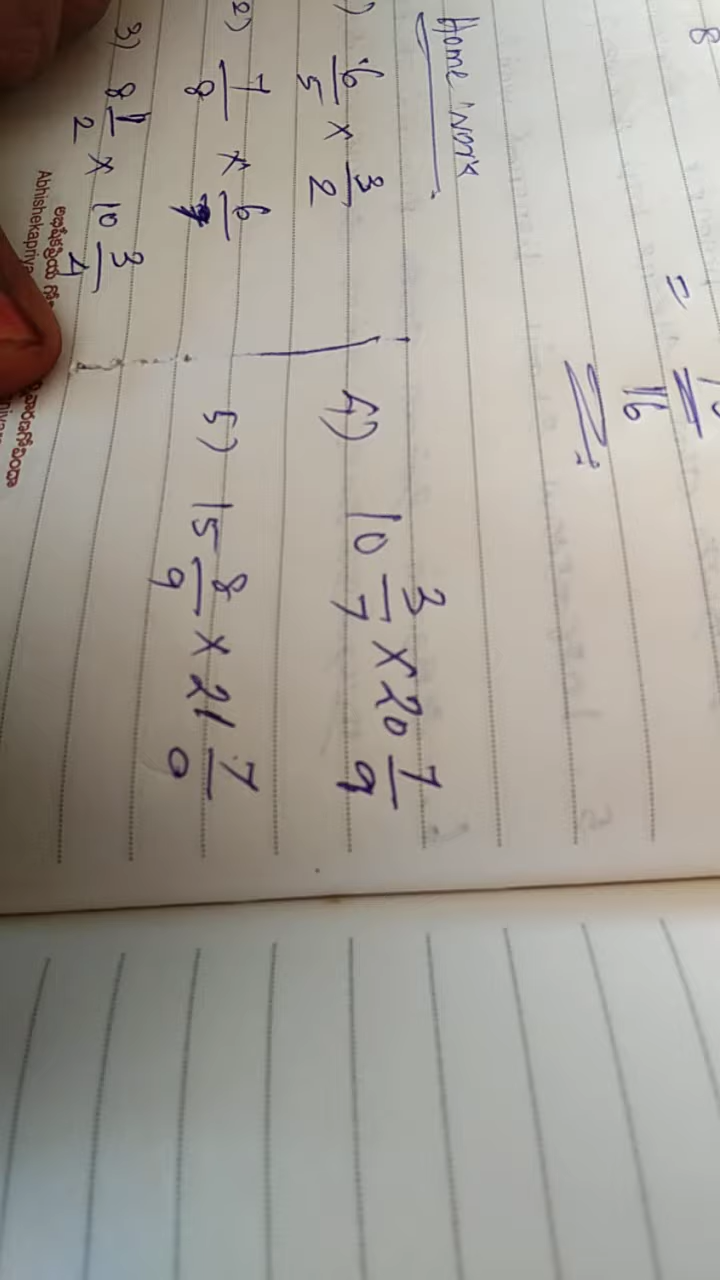 8
=
16
Home work
) 6/5 × 3/2
2) 7/8 × 6/7
3) 8 1/2 × 10 3/4
4) 10 3/7 × 20 7/9
5) 15 8/9 × 21 7/0
Abhishekapriya